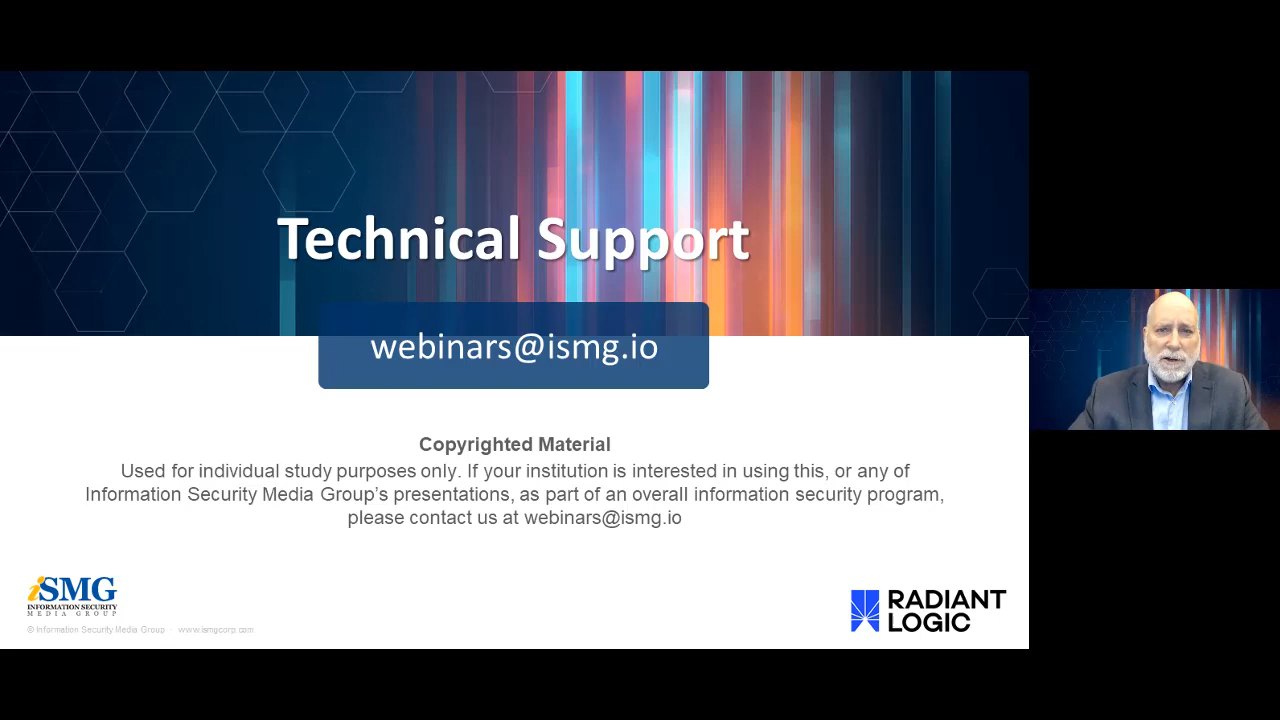 Technical Support
webinars@ismg.io
Copyrighted Material
Used for individual study purposes only. If your institution is interested in using this, or any of
Information Security Media Group’s presentations, as part of an overall information security program,
please contact us at webinars@ismg.io
iSMG
INFORMATION SECURITY
MEDIA GROUP
© Information Security Media Group - www.ismgcorp.com
RADIANT
LOGIC